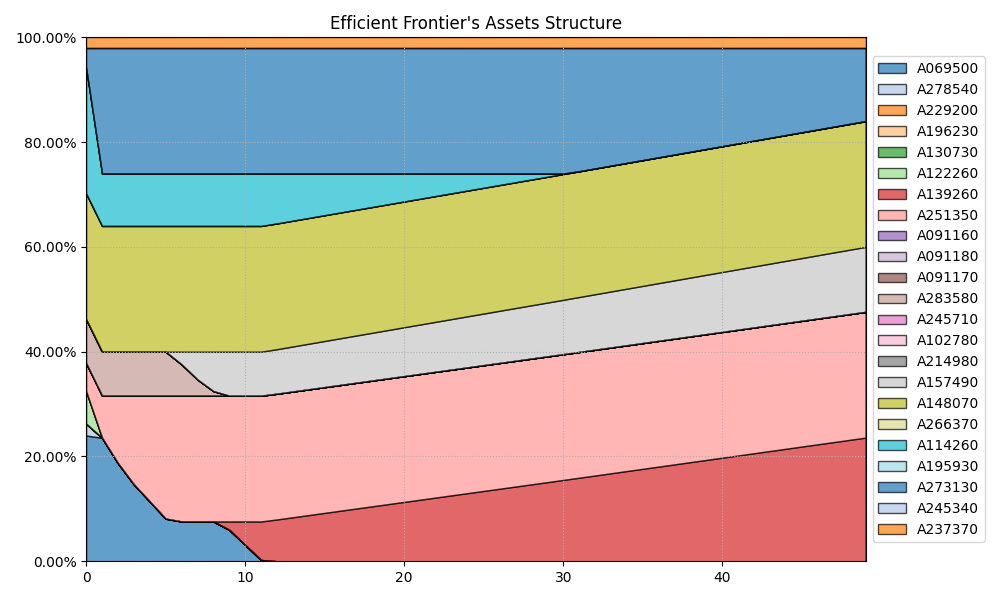 Efficient Frontier's Assets Structure
100.00%
80.00%
60.00%
40.00%
20.00%
0.00%
0
10
20
30
40
A069500
A278540
A229200
A196230
A130730
A122260
A139260
A251350
A091160
A091180
A091170
A283580
A245710
A102780
A214980
A157490
A148070
A266370
A114260
A195930
A273130
A245340
A237370